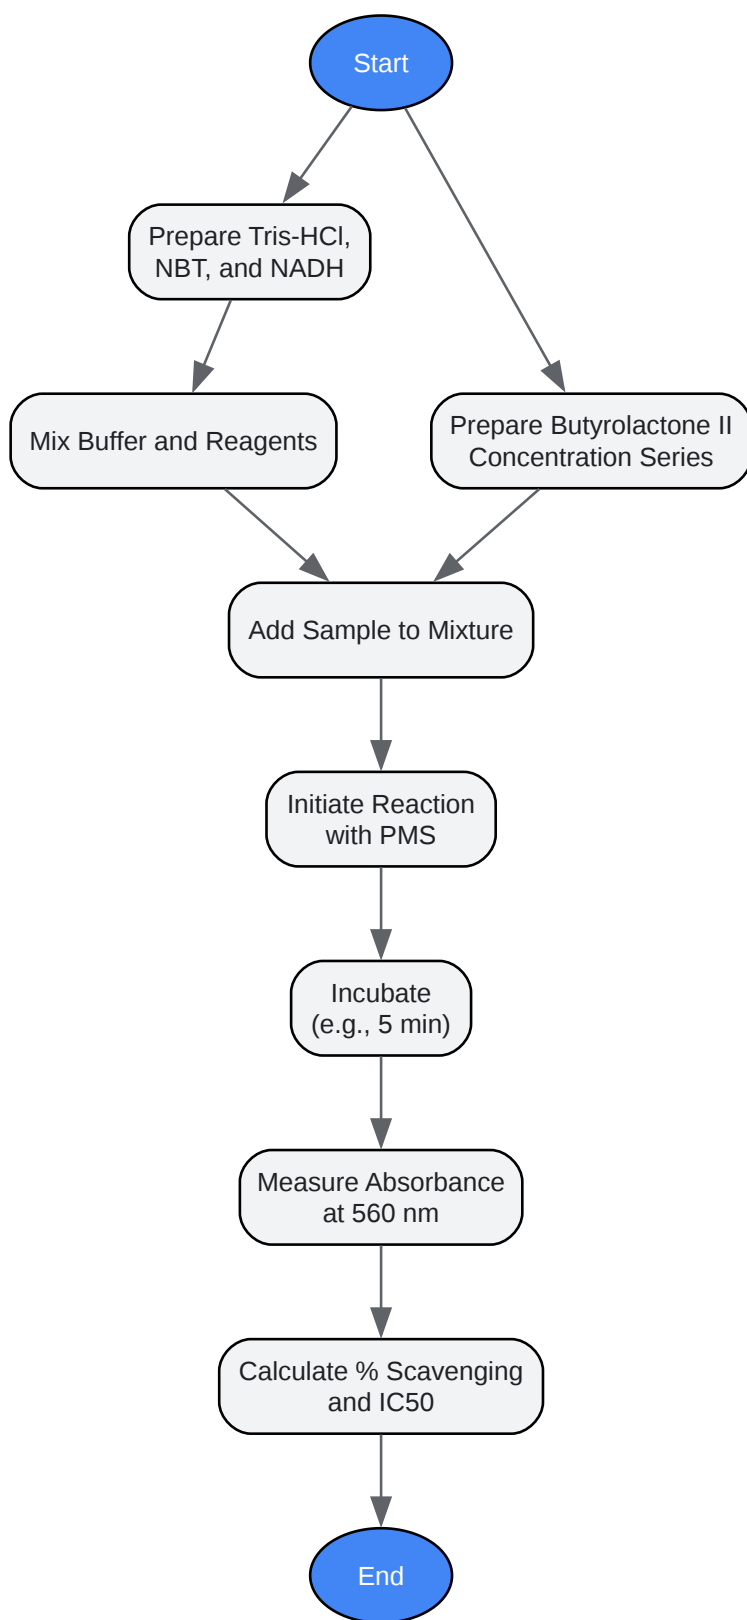 Start
Prepare Tris-HCl,
NBT, and NADH
Mix Buffer and Reagents
Prepare Butyrolactone II
Concentration Series
Add Sample to Mixture
Initiate Reaction
with PMS
Incubate
(e.g., 5 min)
Measure Absorbance
at 560 nm
Calculate % Scavenging
and IC50
End